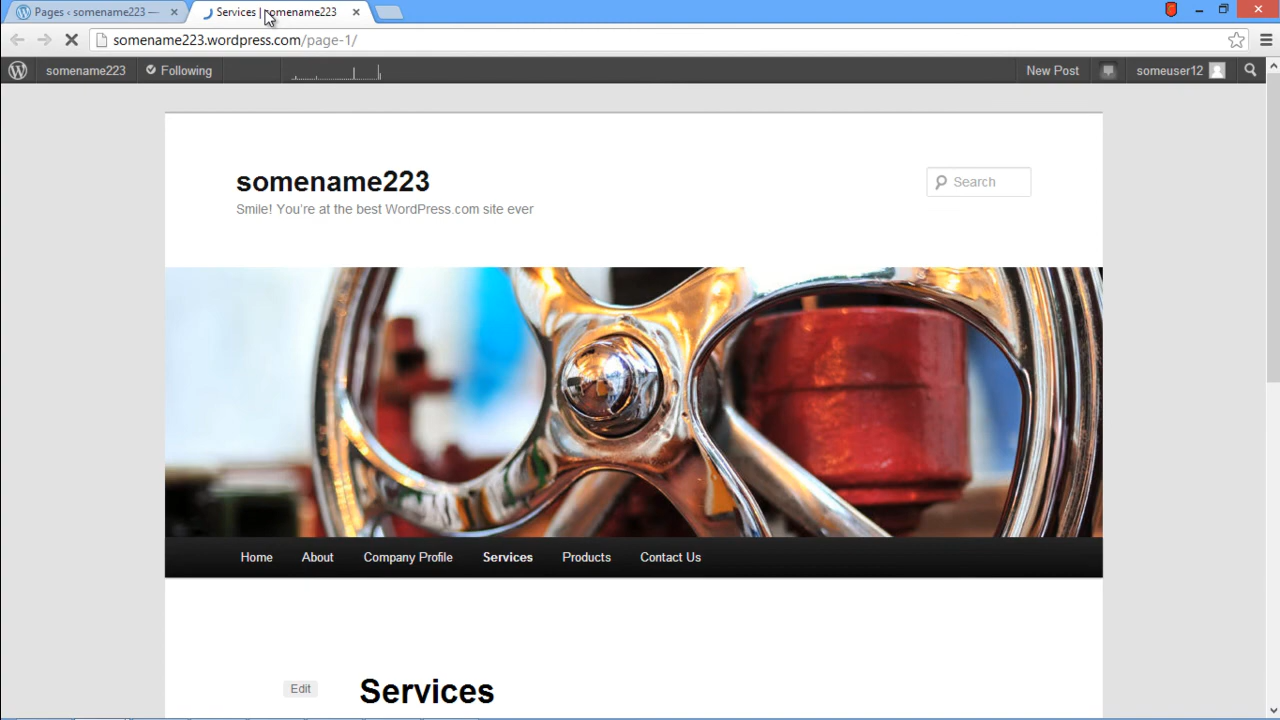 Pages ‹ somename223 —
Services | somename223
somename223.wordpress.com/page-1/
somename223
Following
New Post
someuser12
somename223
Search
Smile! You’re at the best WordPress.com site ever
Home
About
Company Profile
Services
Products
Contact Us
Edit
Services